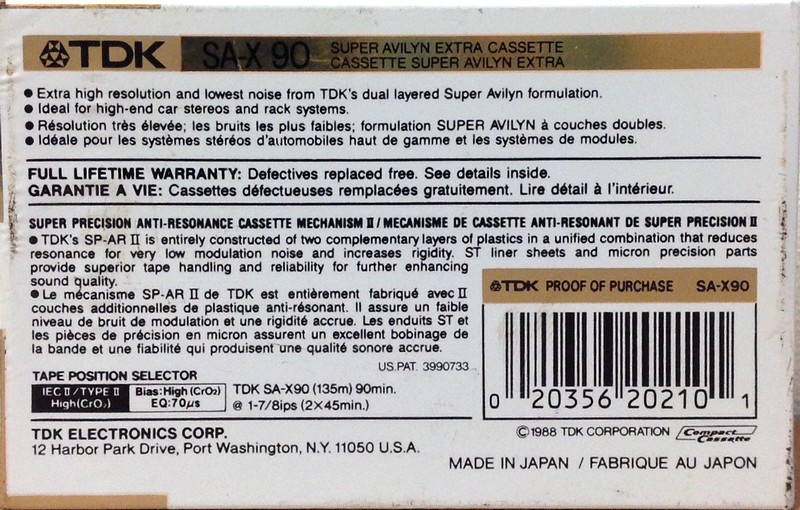 TDK SA-X 90 SUPER AVILYN EXTRA CASSETTE
CASSETTE SUPER AVILYN EXTRA
● Extra high resolution and lowest noise from TDK's dual layered Super Avilyn formulation.
● Ideal for high-end car stereos and rack systems.
● Résolution très élevée; les bruits les plus faibles; formulation SUPER AVILYN à couches doubles.
● Idéale pour les systèmes stéréos d'automobiles haut de gamme et les systèmes de modules.
FULL LIFETIME WARRANTY: Defectives replaced free. See details inside.
GARANTIE A VIE: Cassettes défectueuses remplacées gratuitement. Lire détail à l'intérieur.
SUPER PRECISION ANTI-RESONANCE CASSETTE MECHANISM II / MECANISME DE CASSETTE ANTI-RESONANT DE SUPER PRECISION II
● TDK's SP-AR II is entirely constructed of two complementary layers of plastics in a unified combination that reduces
resonance for very low modulation noise and increases rigidity. ST liner sheets and micron precision parts
provide superior tape handling and reliability for further enhancing
sound quality.
● Le mécanisme SP-AR II de TDK est entièrement fabriqué avec II
couches additionnelles de plastique anti-résonant. Il assure un faible
niveau de bruit de modulation et une rigidité accrue. Les enduits ST et
les pièces de précision en micron assurent un excellent bobinage de
la bande et une fiabilité qui produisent une qualité sonore accrue.
US.PAT. 3990733
TAPE POSITION SELECTOR
IEC II / TYPE II
High(CrO2)
Bias: High (CrO2)
EQ: 70μs
TDK SA-X90 (135m) 90min.
@ 1-7/8ips (2×45min.)
TDK PROOF OF PURCHASE SA-X90
0 20356 20210 1
TDK ELECTRONICS CORP.
12 Harbor Park Drive, Port Washington, N.Y. 11050 U.S.A.
©1988 TDK CORPORATION Compact Cassette
MADE IN JAPAN / FABRIQUE AU JAPON